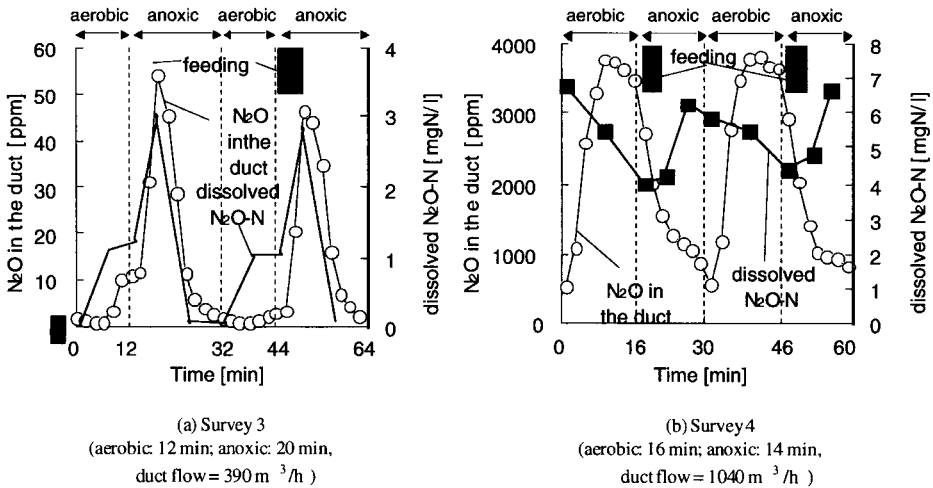 aerobic anoxic aerobic anoxic
60
50
40
30
20
10
N2O in the duct [ppm]
4
3
2
1
0
dissolved N2O-N [mgN/l]
feeding
N2O
inthe
duct
dissolved
N2O-N
0 12 32 44 64
Time [min]
(a) Survey 3
(aerobic: 12 min; anoxic: 20 min,
duct flow = 390 m 3/h )
aerobic anoxic aerobic anoxic
4000
3000
2000
1000
0
N2O in the duct [ppm]
8
7
6
5
4
3
2
1
0
dissolved N2O-N [mgN/l]
feeding
N2O in
the duct
dissolved
N2O-N
0 16 30 46 60
Time [min]
(b) Survey 4
(aerobic: 16 min; anoxic: 14 min,
duct flow = 1040 m 3/h )